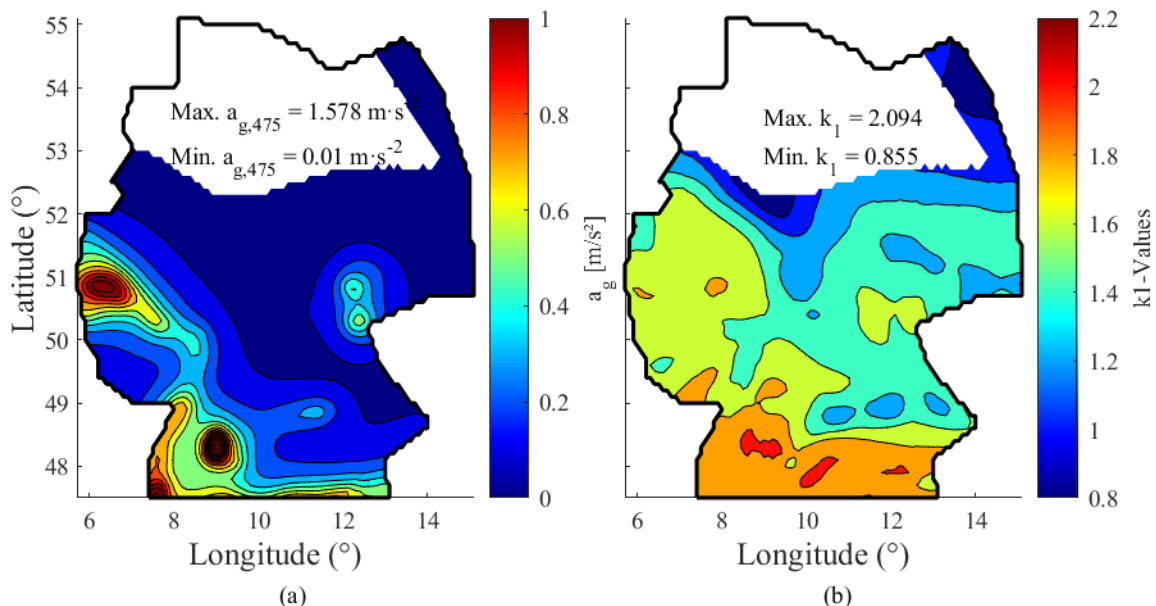 55
54
53
52
51
50
49
48
Latitude (°)
Max. a_g,475 = 1.578 m·s^-2
Min. a_g,475 = 0.01 m·s^-2
6 8 10 12 14
Longitude (°)
(a)
1
0.8
0.6
0.4
0.2
0
a_g [m/s²]
Max. k_1 = 2.094
Min. k_1 = 0.855
6 8 10 12 14
Longitude (°)
(b)
2.2
2
1.8
1.6
1.4
1.2
1
0.8
k1-Values